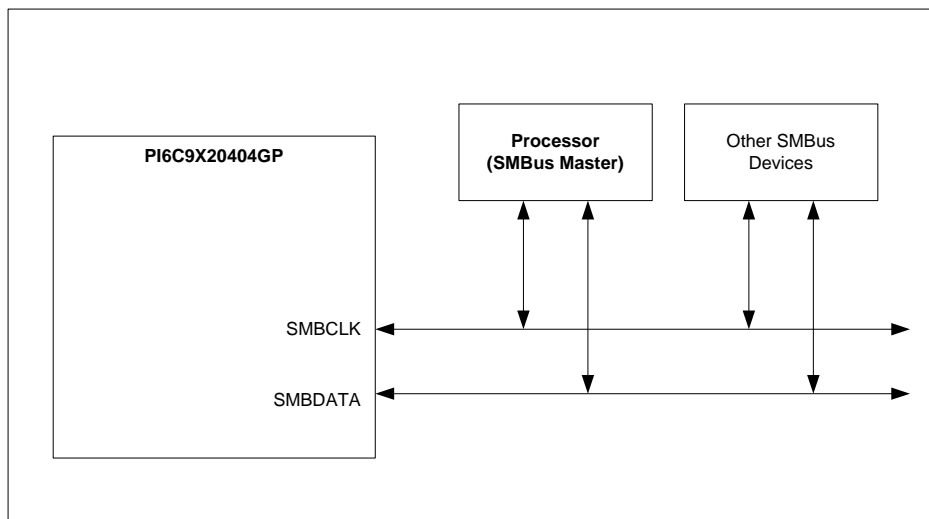 PI6C9X20404GP
Processor
(SMBus Master)
Other SMBus
Devices
SMBCLK
SMBDATA